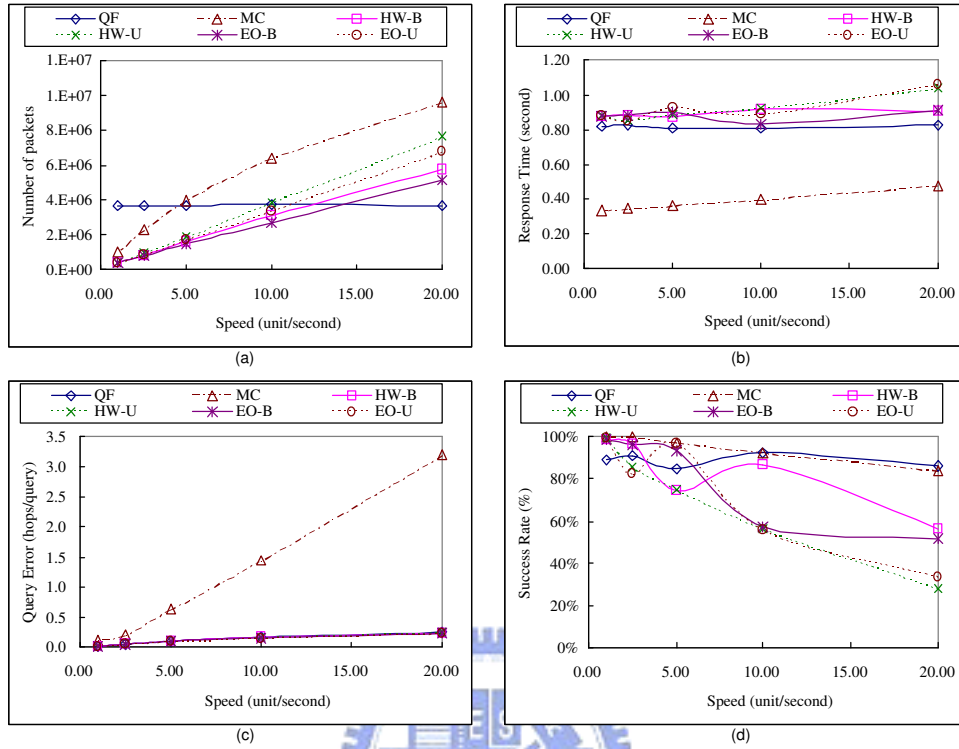 QF MC HW-B
HW-U EO-B EO-U
1.E+07
1.E+07
8.E+06
6.E+06
4.E+06
2.E+06
0.E+00
Number of packets
0.00 5.00 10.00 15.00 20.00
Speed (unit/second)
(a)
QF MC HW-B
HW-U EO-B EO-U
1.20
1.00
0.80
0.60
0.40
0.20
0.00
Response Time (second)
0.00 5.00 10.00 15.00 20.00
Speed (unit/second)
(b)
QF MC HW-B
HW-U EO-B EO-U
3.5
3.0
2.5
2.0
1.5
1.0
0.5
0.0
Query Error (hops/query)
0.00 5.00 10.00 15.00 20.00
Speed (unit/second)
(c)
QF MC HW-B
HW-U EO-B EO-U
100%
80%
60%
40%
20%
0%
Success Rate (%)
0.00 5.00 10.00 15.00 20.00
Speed (unit/second)
(d)
E S